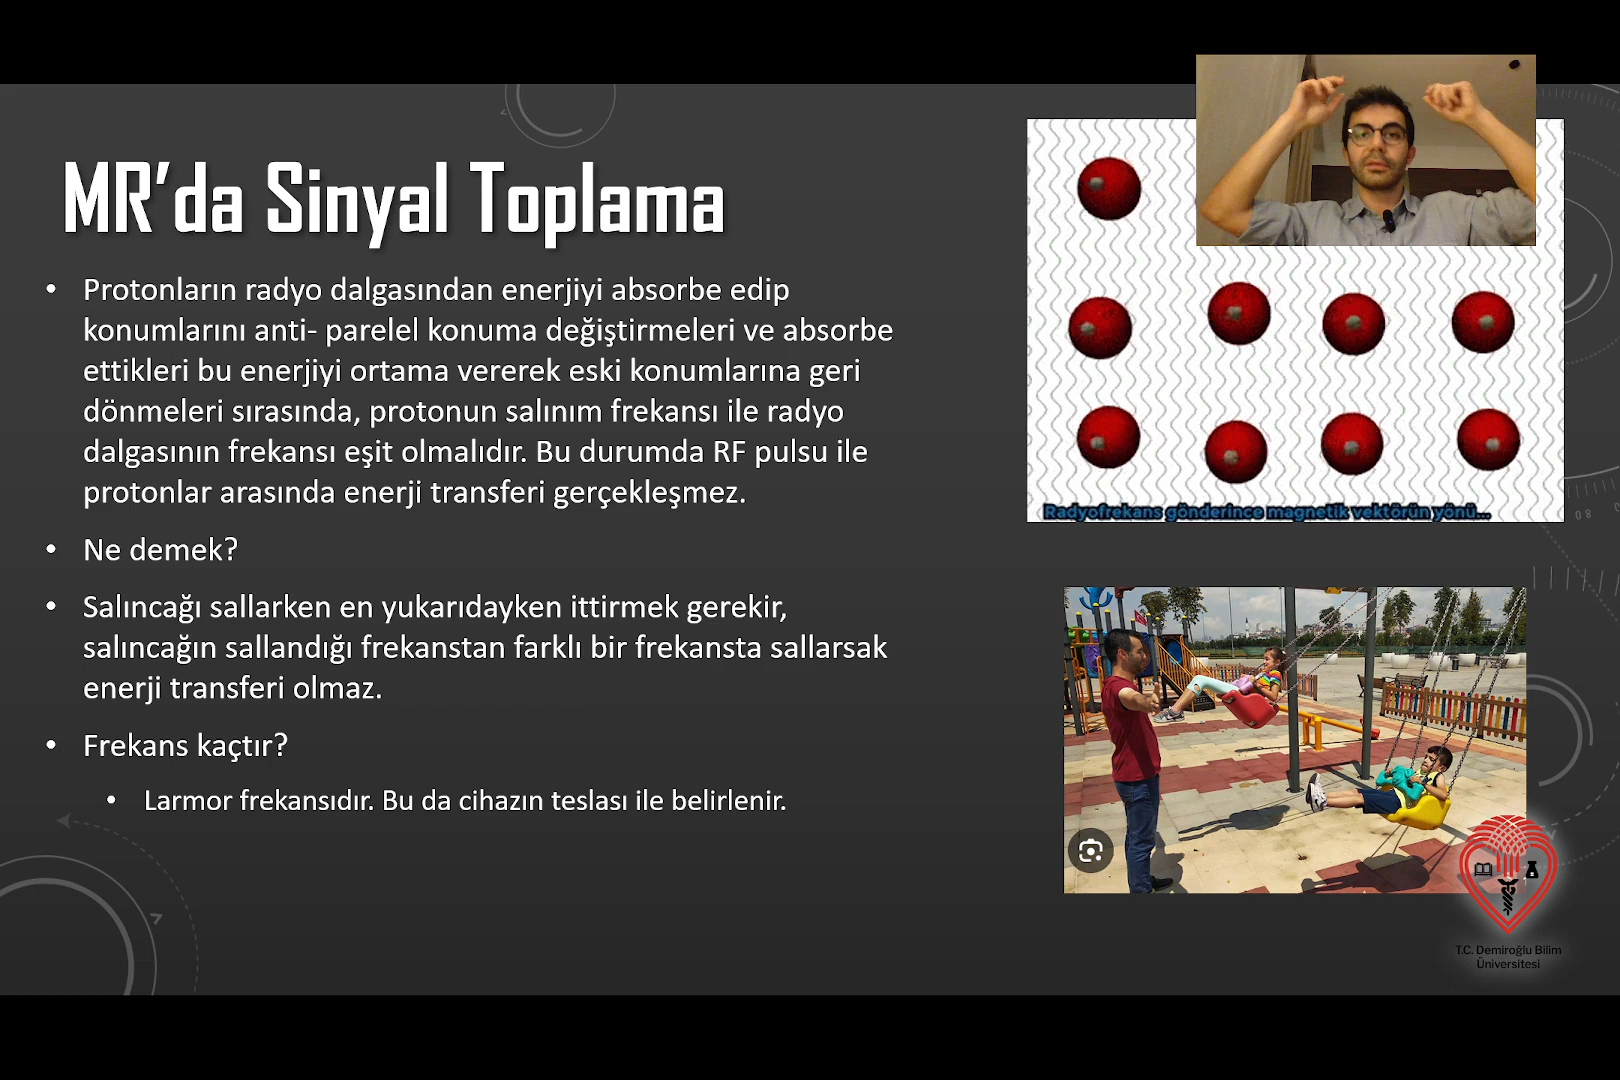 MR’da Sinyal Toplama
• Protonların radyo dalgasından enerjiyi absorbe edip
konumlarını anti- parelel konuma değiştirmeleri ve absorbe
ettikleri bu enerjiyi ortama vererek eski konumlarına geri
dönmeleri sırasında, protonun salınım frekansı ile radyo
dalgasının frekansı eşit olmalıdır. Bu durumda RF pulsu ile
protonlar arasında enerji transferi gerçekleşmez.
• Ne demek?
• Salıncağı sallarken en yukarıdayken ittirmek gerekir,
salıncağın sallandığı frekanstan farklı bir frekansta sallarsak
enerji transferi olmaz.
• Frekans kaçtır?
• Larmor frekansıdır. Bu da cihazın teslası ile belirlenir.
Radyofrekans gönderince magnetik vektörün yönü...
80
T.C. Demiroğlu Bilim
Üniversitesi